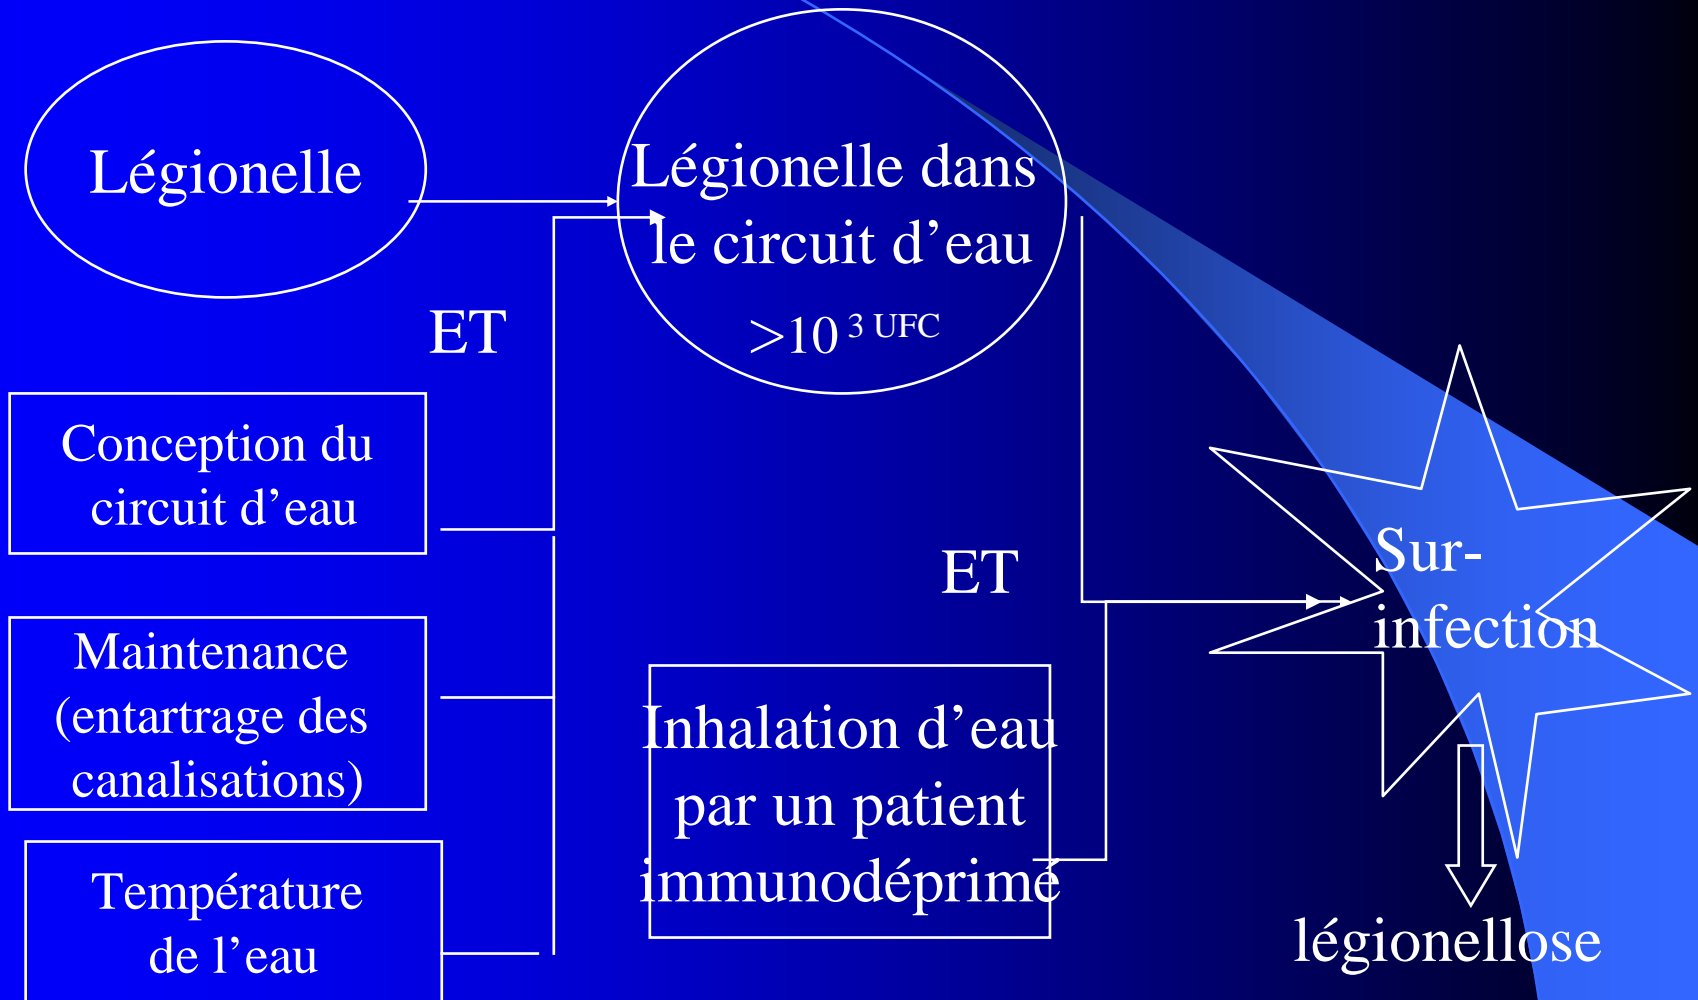 Légionelle
Légionelle dans
le circuit d’eau
>10 3 UFC
ET
Conception du
circuit d’eau
Maintenance
(entartrage des
canalisations)
Température
de l’eau
ET
Inhalation d’eau
par un patient
immunodéprimé
Sur-
infection
légionellose